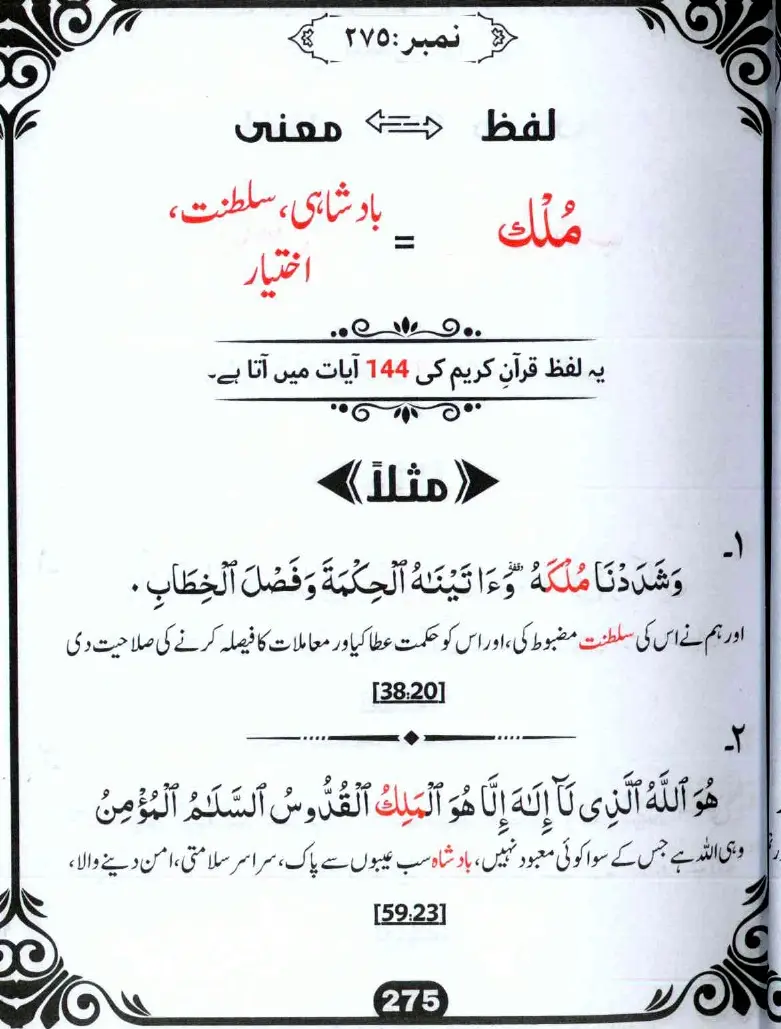 نمبر:۲۷۵
لفظ ⇐⇒ معنی
مُلْك = بادشاہی، سلطنت،
اختیار
یہ لفظ قرآنِ کریم کی 144 آیات میں آتا ہے۔
مثلاً
۱۔
وَشَدَدْنَا مُلْكَهُۥ وَءَاتَيْنَـٰهُ ٱلْحِكْمَةَ وَفَصْلَ ٱلْخِطَابِ ۰
اور ہم نے اس کی سلطنت مضبوط کی، اور اس کو حکمت عطا کیاور معاملات کا فیصلہ کرنے کی صلاحیت دی
[38:20]
۲۔
هُوَ ٱللَّهُ ٱلَّذِى لَآ إِلَـٰهَ إِلَّا هُوَ ٱلْمَلِكُ ٱلْقُدُّوسُ ٱلسَّلَـٰمُ ٱلْمُؤْمِنُ
وہی اللہ ہے جس کے سوا کوئی معبود نہیں، بادشاہ سب عیبوں سے پاک، سراسر سلامتی، امن دینے والا،
[59:23]
275